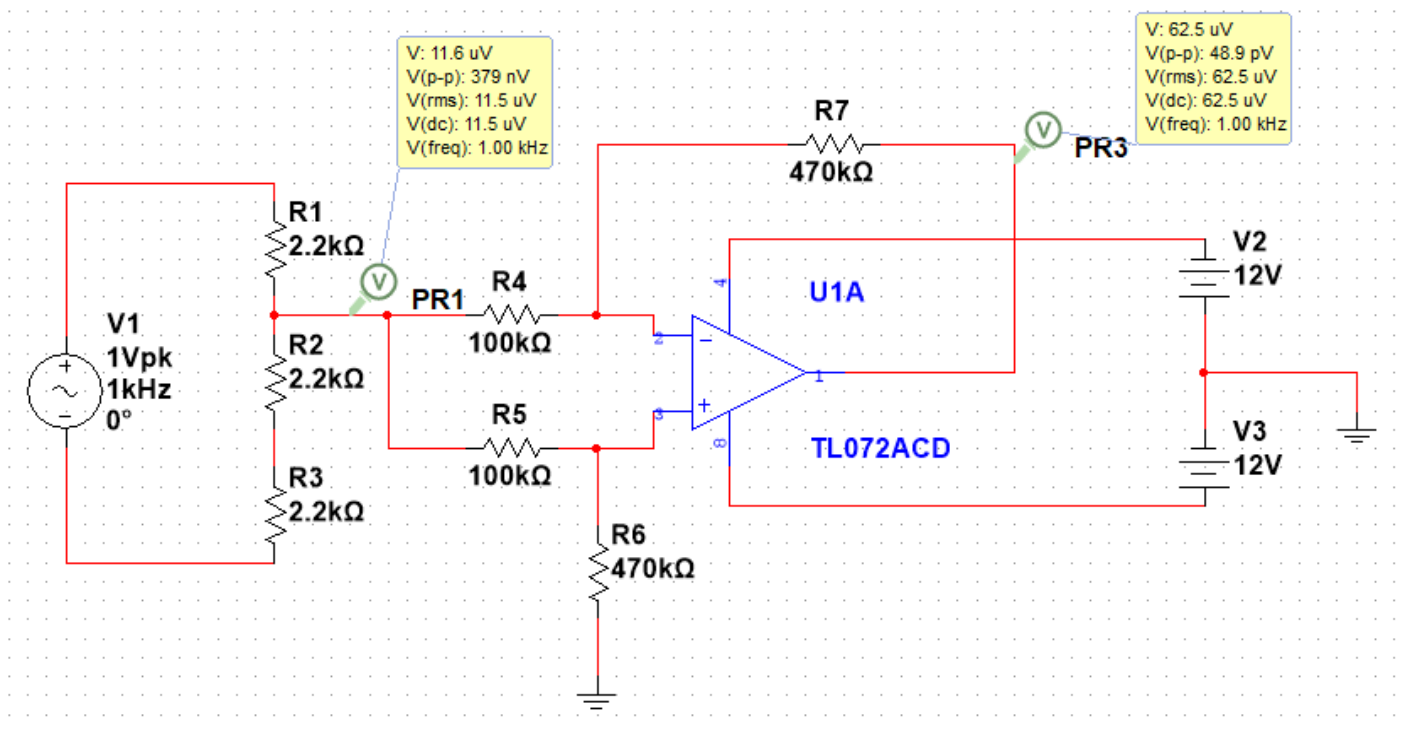 V: 11.6 uV
V(p-p): 379 nV
V(rms): 11.5 uV
V(dc): 11.5 uV
V(freq): 1.00 kHz
V: 62.5 uV
V(p-p): 48.9 pV
V(rms): 62.5 uV
V(dc): 62.5 uV
V(freq): 1.00 kHz
V
PR1
V
PR3
R7
470kΩ
R1
2.2kΩ
R2
2.2kΩ
R3
2.2kΩ
V1
1Vpk
1kHz
0°
R4
100kΩ
R5
100kΩ
R6
470kΩ
U1A
4
2
3
1
8
TL072ACD
V2
12V
V3
12V